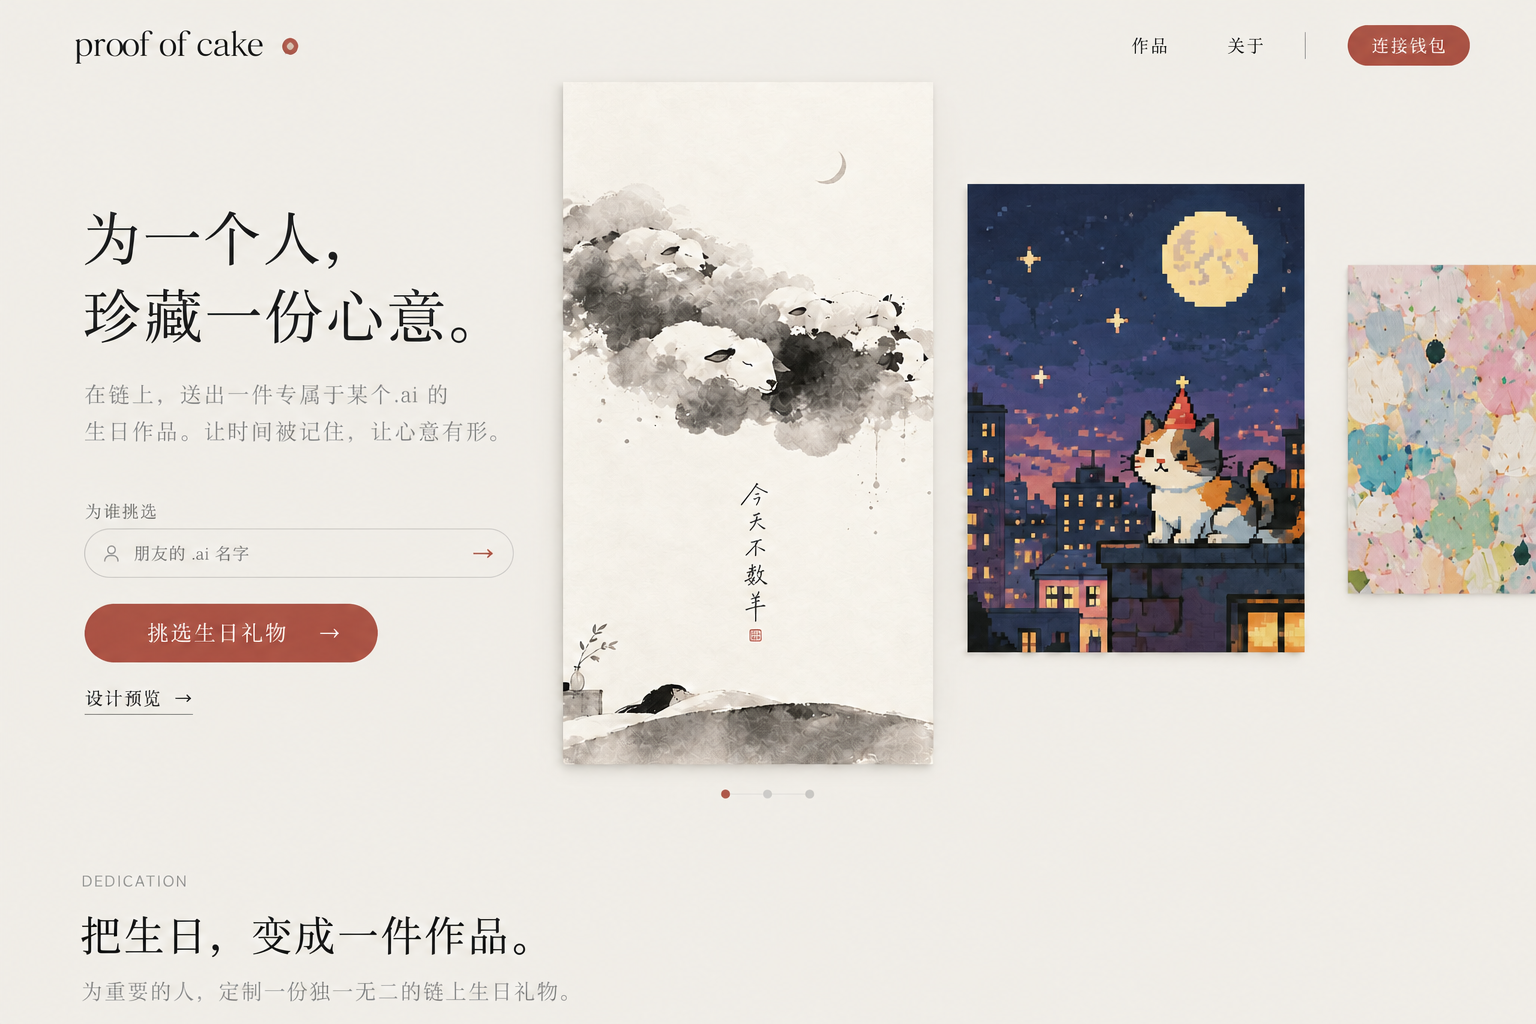 proof of cake
作品
关于
连接钱包
为一个人，
珍藏一份心意。
在链上，送出一件专属于某个.ai 的
生日作品。让时间被记住，让心意有形。
为谁挑选
朋友的 .ai 名字
挑选生日礼物 →
设计预览 →
今天不数羊
DEDICATION
把生日，变成一件作品。
为重要的人，定制一份独一无二的链上生日礼物。